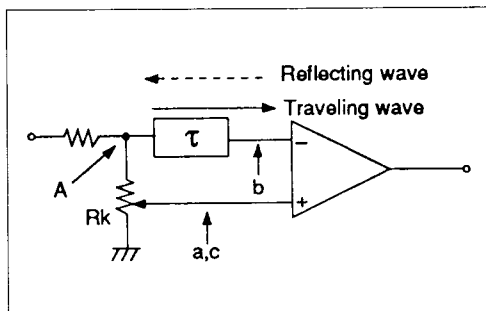 Reflecting wave
Traveling wave
τ
−
A
b
Rk
+
a,c